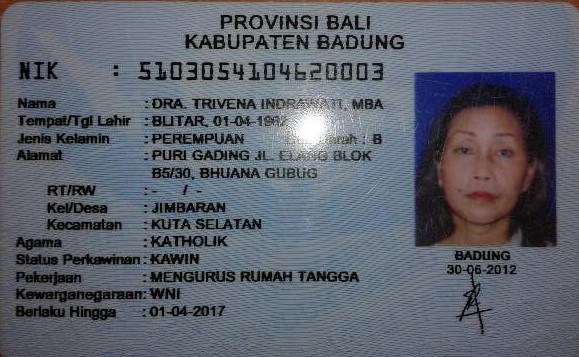 PROVINSI BALI
KABUPATEN BADUNG
NIK : 5103054104620003
Nama : DRA. TRIVENA INDRAWATI, MBA
Tempat/Tgl Lahir : BLITAR, 01-04-1962
Jenis Kelamin : PEREMPUAN : B
Alamat : PURI GADING JL. ELANG BLOK
B5/30, BHUANA GUBUG
RT/RW : - / -
Kel/Desa : JIMBARAN
Kecamatan : KUTA SELATAN
Agama : KATHOLIK
Status Perkawinan : KAWIN
Pekerjaan : MENGURUS RUMAH TANGGA
Kewarganegaraan : WNI
Berlaku Hingga : 01-04-2017
BADUNG
30-06-2012